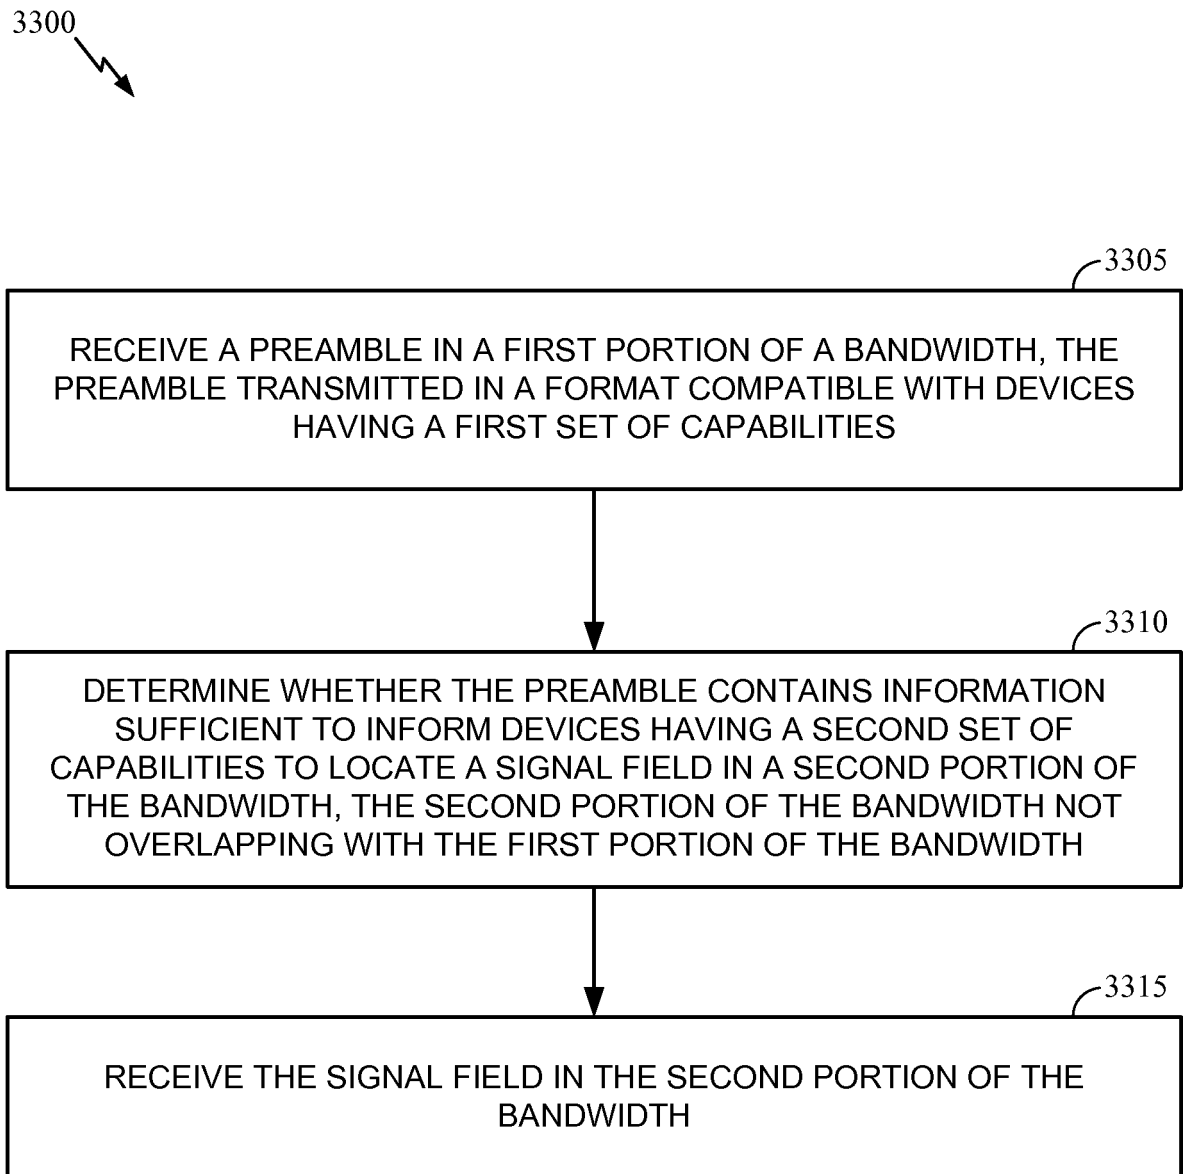 3300
3305
RECEIVE A PREAMBLE IN A FIRST PORTION OF A BANDWIDTH, THE
PREAMBLE TRANSMITTED IN A FORMAT COMPATIBLE WITH DEVICES
HAVING A FIRST SET OF CAPABILITIES
3310
DETERMINE WHETHER THE PREAMBLE CONTAINS INFORMATION
SUFFICIENT TO INFORM DEVICES HAVING A SECOND SET OF
CAPABILITIES TO LOCATE A SIGNAL FIELD IN A SECOND PORTION OF
THE BANDWIDTH, THE SECOND PORTION OF THE BANDWIDTH NOT
OVERLAPPING WITH THE FIRST PORTION OF THE BANDWIDTH
3315
RECEIVE THE SIGNAL FIELD IN THE SECOND PORTION OF THE
BANDWIDTH